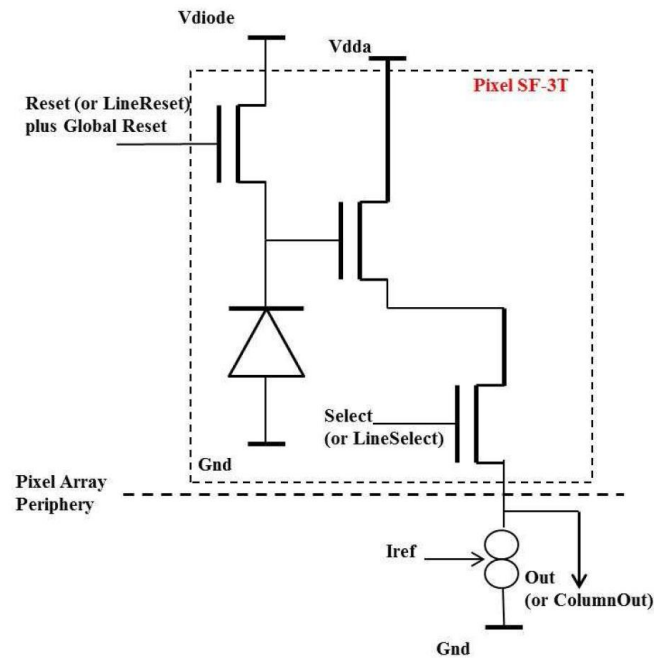 Vdiode
Vdda
Pixel SF-3T
Reset (or LineReset)
plus Global Reset
Select
(or LineSelect)
Gnd
Pixel Array
Periphery
Iref
Out
(or ColumnOut)
Gnd